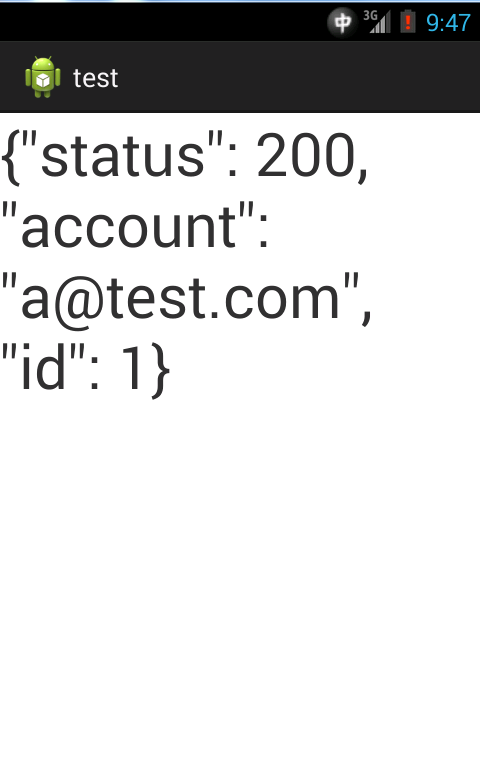 中 3G 9:47
test
{"status": 200,
"account":
"a@test.com",
"id": 1}